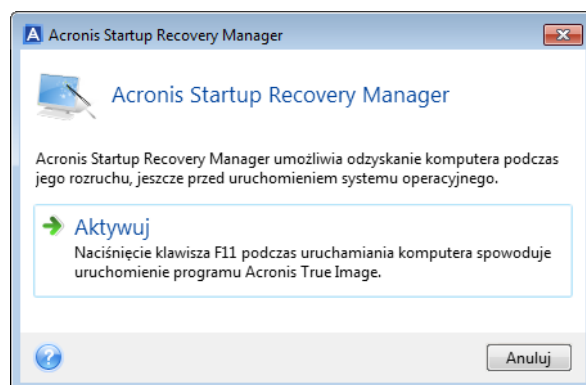 Acronis Startup Recovery Manager
Acronis Startup Recovery Manager
Acronis Startup Recovery Manager umożliwia odzyskanie komputera podczas
jego rozruchu, jeszcze przed uruchomieniem systemu operacyjnego.
Aktywuj
Naciśnięcie klawisza F11 podczas uruchamiania komputera spowoduje
uruchomienie programu Acronis True Image.
Anuluj